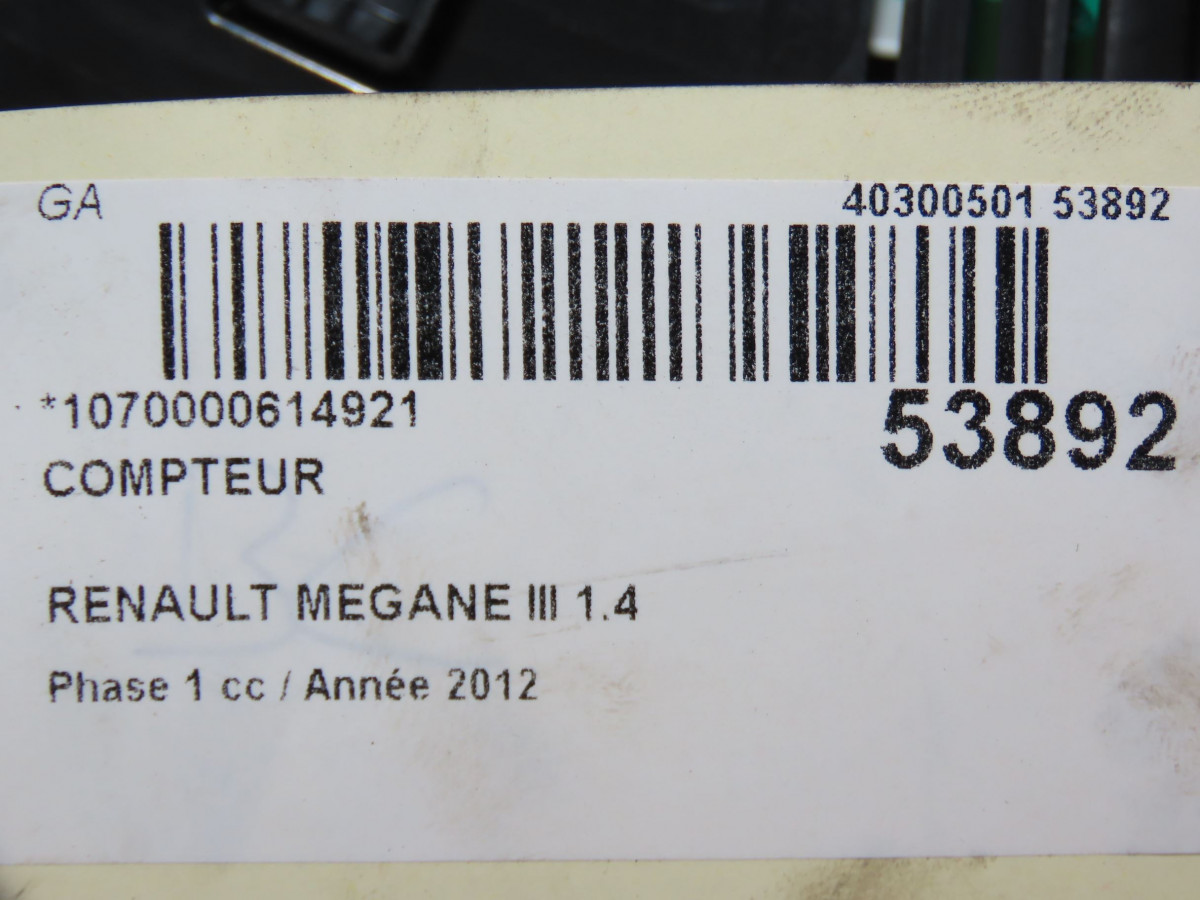 GA 40300501 53892
*1070000614921 53892
COMPTEUR
RENAULT MEGANE III 1.4
Phase 1 cc / Année 2012